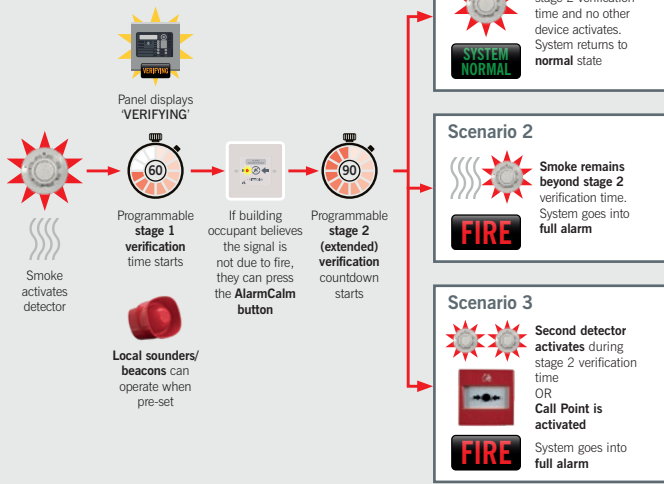 stage 2 verification
time and no other
device activates.
System returns to
normal state
SYSTEM
NORMAL
VERIFYING
Panel displays
‘VERIFYING’
60
90
Programmable
stage 1
verification
time starts
If building
occupant believes
the signal is
not due to fire,
they can press
the AlarmCalm
button
Programmable
stage 2
(extended)
verification
countdown
starts
Smoke
activates
detector
Local sounders/
beacons can
operate when
pre-set
Scenario 2
Smoke remains
beyond stage 2
verification time.
System goes into
full alarm
FIRE
Scenario 3
Second detector
activates during
stage 2 verification
time
OR
Call Point is
activated
System goes into
full alarm
FIRE